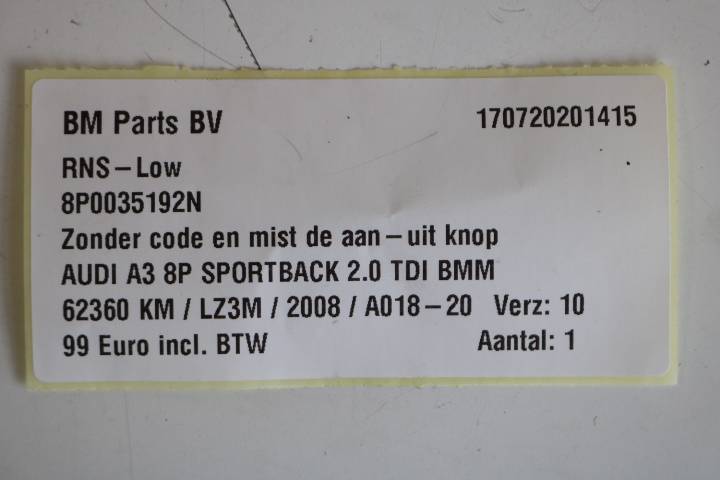 BM Parts BV 170720201415
RNS-Low
8P0035192N
Zonder code en mist de aan-uit knop
AUDI A3 8P SPORTBACK 2.0 TDI BMM
62360 KM / LZ3M / 2008 / A018-20 Verz: 10
99 Euro incl. BTW Aantal: 1